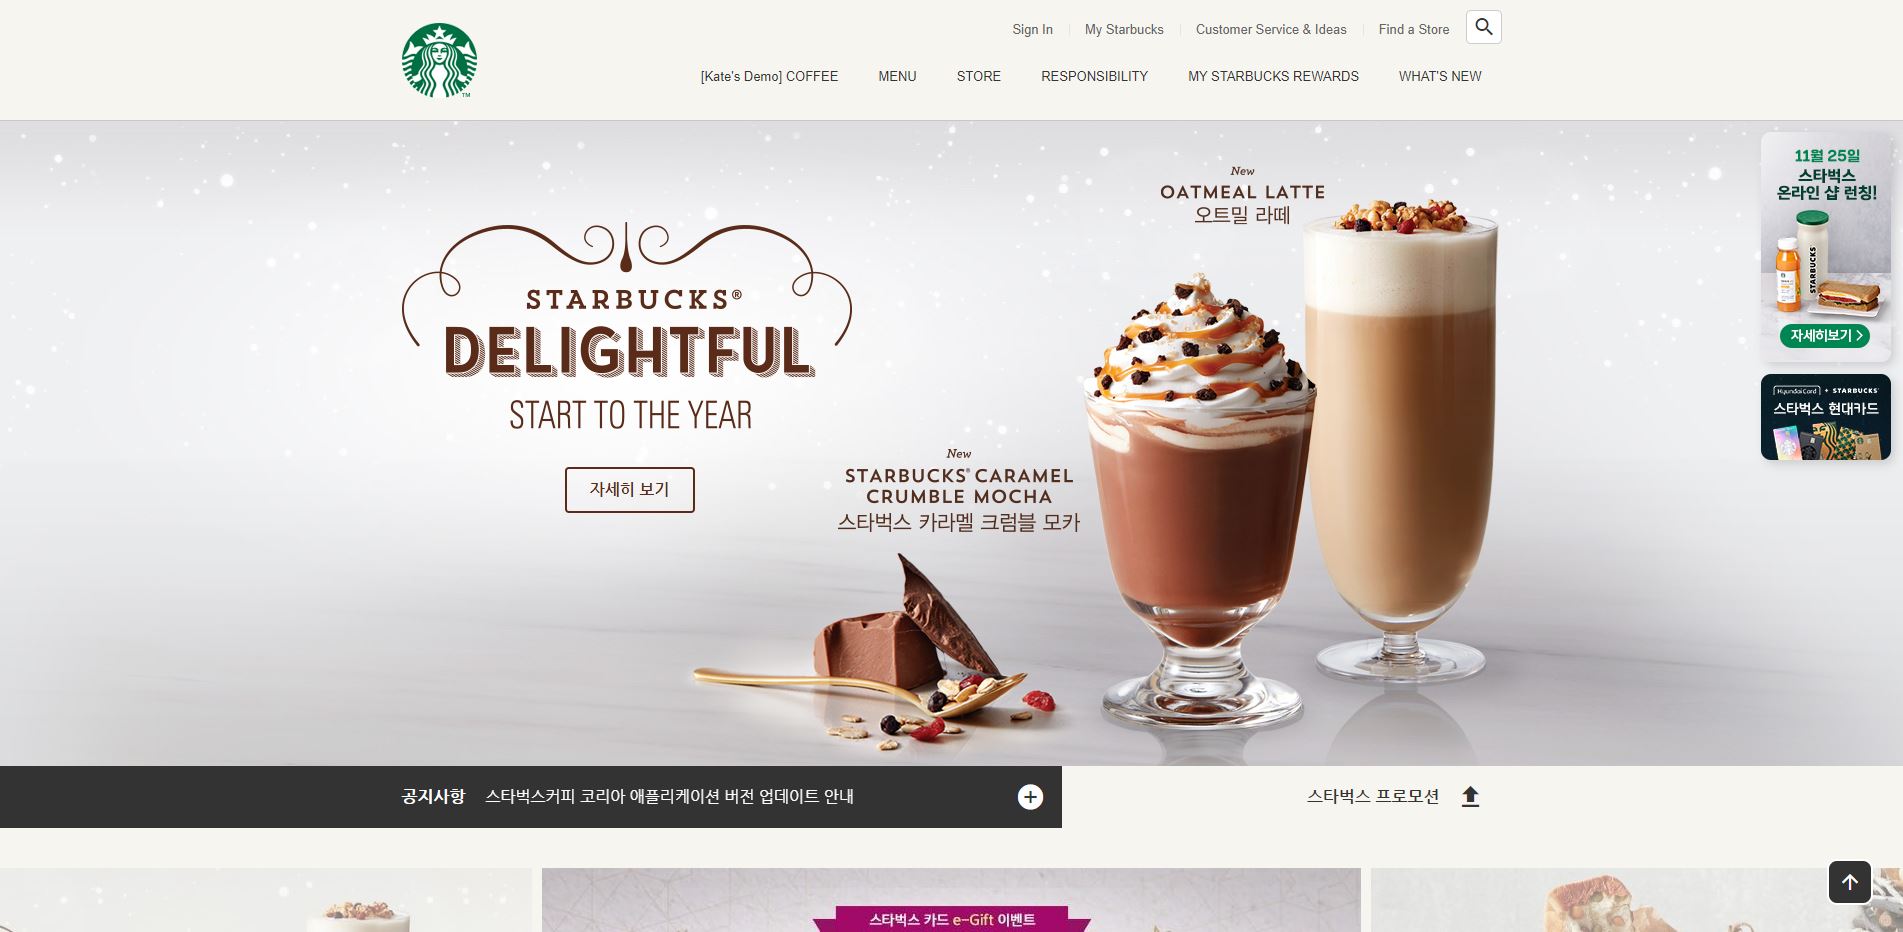 Sign In
My Starbucks
Customer Service & Ideas
Find a Store
[Kate's Demo] COFFEE
MENU
STORE
RESPONSIBILITY
MY STARBUCKS REWARDS
WHAT'S NEW
TM
STARBUCKS®
DELIGHTFUL
START TO THE YEAR
자세히 보기
New
OATMEAL LATTE
오트밀 라떼
New
STARBUCKS® CARAMEL
CRUMBLE MOCHA
스타벅스 카라멜 크럼블 모카
11월 25일
스타벅스
온라인 샵 런칭!
STARBUCKS
자세히보기 >
HyundaiCard + STARBUCKS
스타벅스 현대카드
공지사항 스타벅스커피 코리아 애플리케이션 버전 업데이트 안내
스타벅스 프로모션
스타벅스 카드 e-Gift 이벤트